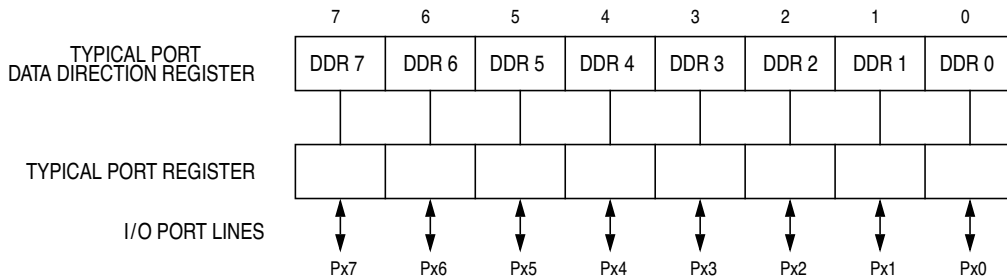 7 6 5 4 3 2 1 0
TYPICAL PORT
DATA DIRECTION REGISTER
DDR 7 DDR 6 DDR 5 DDR 4 DDR 3 DDR 2 DDR 1 DDR 0
TYPICAL PORT REGISTER
I/O PORT LINES
Px7 Px6 Px5 Px4 Px3 Px2 Px1 Px0